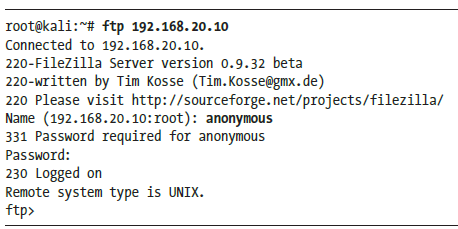 root@kali:~# ftp 192.168.20.10
Connected to 192.168.20.10.
220-FileZilla Server version 0.9.32 beta
220-written by Tim Kosse (Tim.Kosse@gmx.de)
220 Please visit http://sourceforge.net/projects/filezilla/
Name (192.168.20.10:root): anonymous
331 Password required for anonymous
Password:
230 Logged on
Remote system type is UNIX.
ftp>